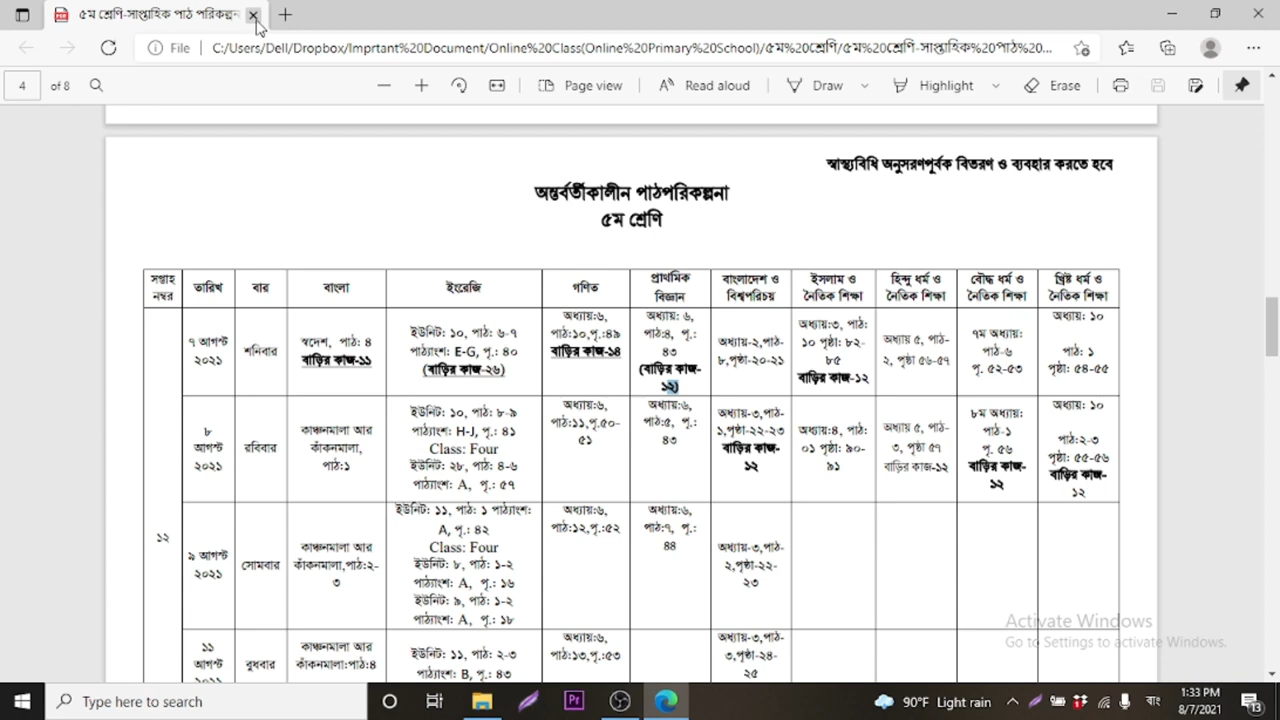 ৫ম শ্রেণি-সাপ্তাহিক পাঠ পরিকল্পন
File C:/Users/Dell/Dropbox/Imprtant%20Document/Online%20Class(Online%20Primary%20School)/৫ম%20শ্রেণি/৫ম%20শ্রেণি-সাপ্তাহিক%20পাঠ%20...
4 of 8 Page view Read aloud Draw Highlight Erase
স্বাস্থ্যবিধি অনুসরণপূর্বক বিতরণ ও ব্যবহার করতে হবে
অন্তর্বর্তীকালীন পাঠপরিকল্পনা
৫ম শ্রেণি
সপ্তাহ নম্বর
তারিখ
বার
বাংলা
ইংরেজি
গণিত
প্রাথমিক বিজ্ঞান
বাংলাদেশ ও বিশ্বপরিচয়
ইসলাম ও নৈতিক শিক্ষা
হিন্দু ধর্ম ও নৈতিক শিক্ষা
বৌদ্ধ ধর্ম ও নৈতিক শিক্ষা
খ্রিষ্ট ধর্ম ও নৈতিক শিক্ষা
১২
৭ আগস্ট
২০২১
শনিবার
স্বদেশ, পাঠ: ৪
বাড়ির কাজ-১১
ইউনিট: ১০, পাঠ: ৬-৭
পাঠ্যাংশ: E-G, পৃ.: ৪০
(বাড়ির কাজ-২৬)
অধ্যায়:৬,
পাঠ:১০,পৃ.:৪৯
বাড়ির কাজ-১৪
অধ্যায়: ৬,
পাঠ:৪, পৃ.:
৪৩
(বাড়ির কাজ-
১২)
অধ্যায়-২,পাঠ-
৮,পৃষ্ঠা-২০-২১
অধ্যায়:৩, পাঠ:
১০ পৃষ্ঠা: ৮২-
৮৫
বাড়ির কাজ-১২
অধ্যায় ৫, পাঠ-
২, পৃষ্ঠা ৫৬-৫৭
৭ম অধ্যায়:
পাঠ-৬
পৃ. ৫২-৫৩
অধ্যায়: ১০
পাঠ: ১
পৃষ্ঠা: ৫৪-৫৫
৮
আগস্ট
২০২১
রবিবার
কাঞ্চনমালা আর
কাঁকনমালা,
পাঠ:১
ইউনিট: ১০, পাঠ: ৮-৯
পাঠ্যাংশ: H-J, পৃ.: ৪১
Class: Four
ইউনিট: ২৮, পাঠ: ৪-৬
পাঠ্যাংশ: A, পৃ.: ৫৭
অধ্যায়:৬,
পাঠ:১১,পৃ.৫০-
৫১
অধ্যায়:৬,
পাঠ:৫, পৃ.:
৪৩
অধ্যায়-৩,পাঠ-
১,পৃষ্ঠা-২২-২৩
বাড়ির কাজ-
১২
অধ্যায়:৪, পাঠ:
০১ পৃষ্ঠা: ৯০-
৯১
অধ্যায় ৫, পাঠ-
৩, পৃষ্ঠা ৫৭
বাড়ির কাজ-১২
৮ম অধ্যায়:
পাঠ-১
পৃ. ৫৬
বাড়ির কাজ-
১২
অধ্যায়: ১০
পাঠ:২-৩
পৃষ্ঠা: ৫৫-৫৬
বাড়ির কাজ-
১২
৯ আগস্ট
২০২১
সোমবার
কাঞ্চনমালা আর
কাঁকনমালা,পাঠ:২-
৩
ইউনিট: ১১, পাঠ: ১ পাঠ্যাংশ:
A, পৃ.: ৪২
Class: Four
ইউনিট: ৮, পাঠ: ১-২
পাঠ্যাংশ: A, পৃ.: ১৬
ইউনিট: ৯, পাঠ: ১-২
পাঠ্যাংশ: A, পৃ.: ১৮
অধ্যায়:৬,
পাঠ:১২,পৃ.:৫২
অধ্যায়:৬,
পাঠ:৭, পৃ.:
৪৪
অধ্যায়-৩,পাঠ-
২,পৃষ্ঠা-২২-
২৩
১১
আগস্ট
বুধবার
কাঞ্চনমালা আর
কাঁকনমালা:পাঠ:৪
ইউনিট: ১১, পাঠ: ২-৩
পাঠ্যাংশ: B, পৃ.: ৪৩
অধ্যায়:৬,
পাঠ:১৩,পৃ.:৫৩
অধ্যায়-৩,পাঠ-
৩,পৃষ্ঠা-২৪-
২৫
Activate Windows
Go to Settings to activate Windows.
Type here to search
Pr
90°F Light rain
বাং
1:33 PM
8/7/2021
13